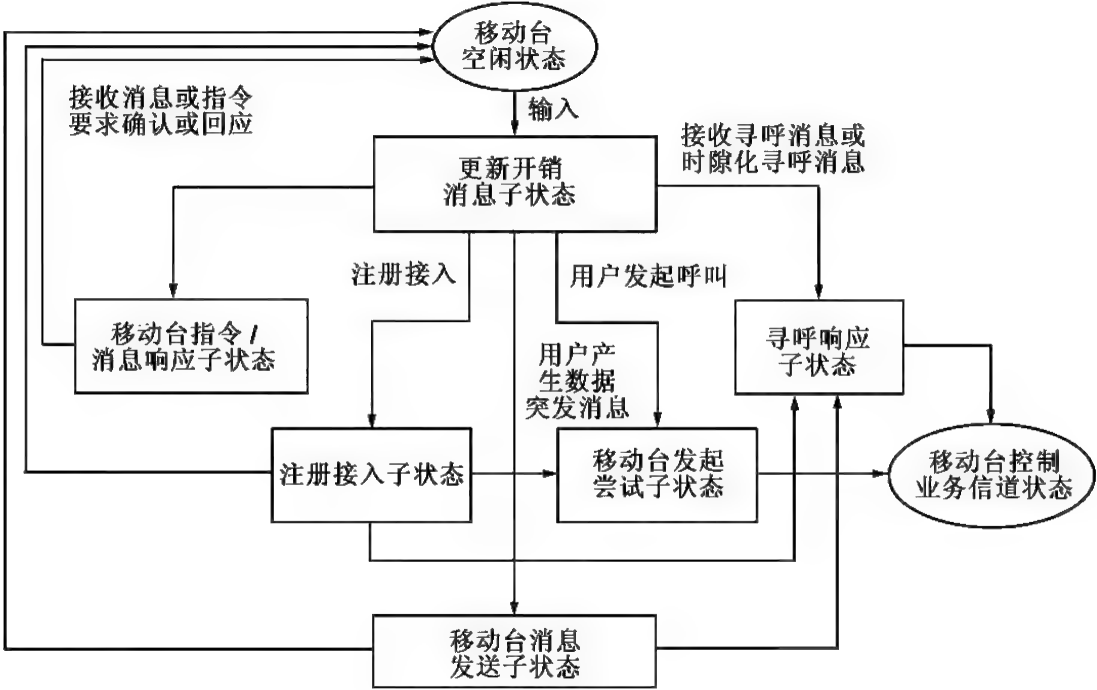 移动台
空闲状态
接收消息或指令
要求确认或回应
输入
接收寻呼消息或
时隙化寻呼消息
更新开销
消息子状态
注册接入
用户发起呼叫
移动台指令/
消息响应子状态
寻呼响应
子状态
用户产
生数据
突发消息
注册接入子状态
移动台发起
尝试子状态
移动台控制
业务信道状态
移动台消息
发送子状态